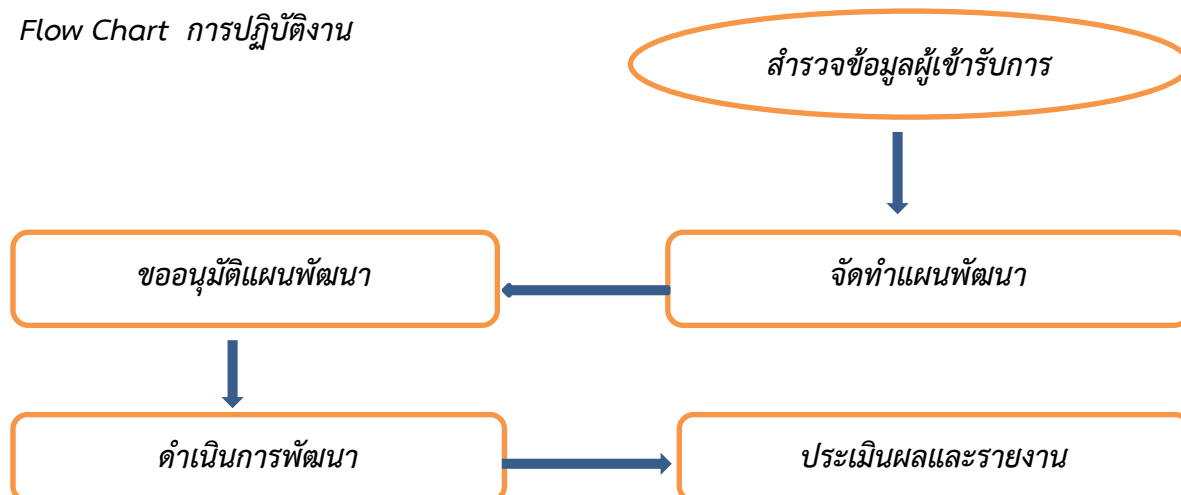 Flow Chart การปฏิบัติงาน
สำรวจข้อมูลผู้เข้ารับการ
จัดทำแผนพัฒนา
ขออนุมัติแผนพัฒนา
ดำเนินการพัฒนา
ประเมินผลและรายงาน